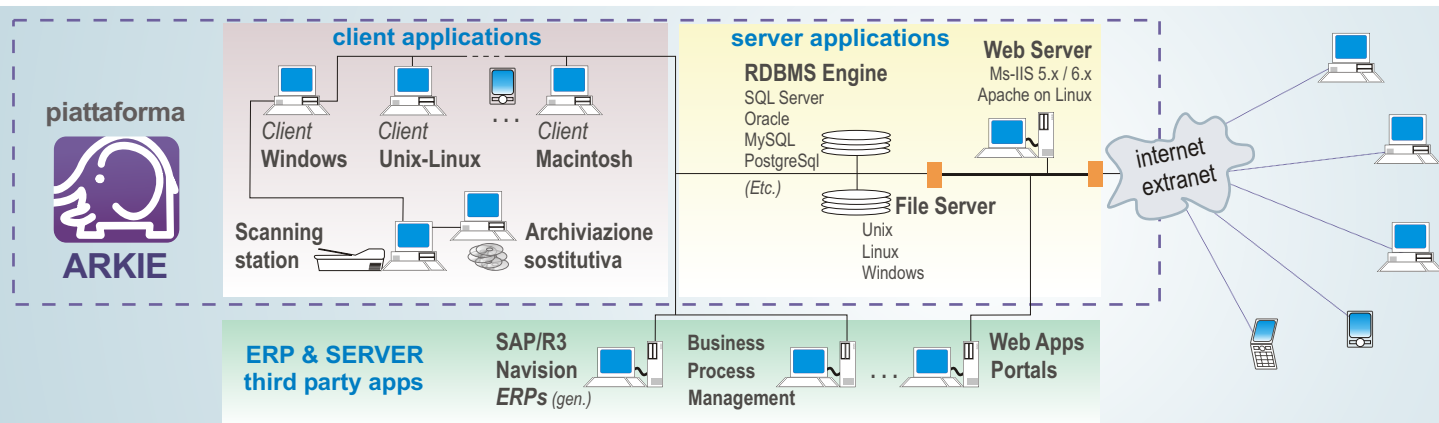 piattaforma
ARKIE
client applications
Client
Windows
Client
Unix-Linux
. . .
Client
Macintosh
Scanning
station
Archiviazione
sostitutiva
server applications
RDBMS Engine
SQL Server
Oracle
MySQL
PostgreSql
(Etc.)
Web Server
Ms-IIS 5.x / 6.x
Apache on Linux
File Server
Unix
Linux
Windows
internet
extranet
ERP & SERVER
third party apps
SAP/R3
Navision
ERPs (gen.)
Business
Process
Management
. . .
Web Apps
Portals